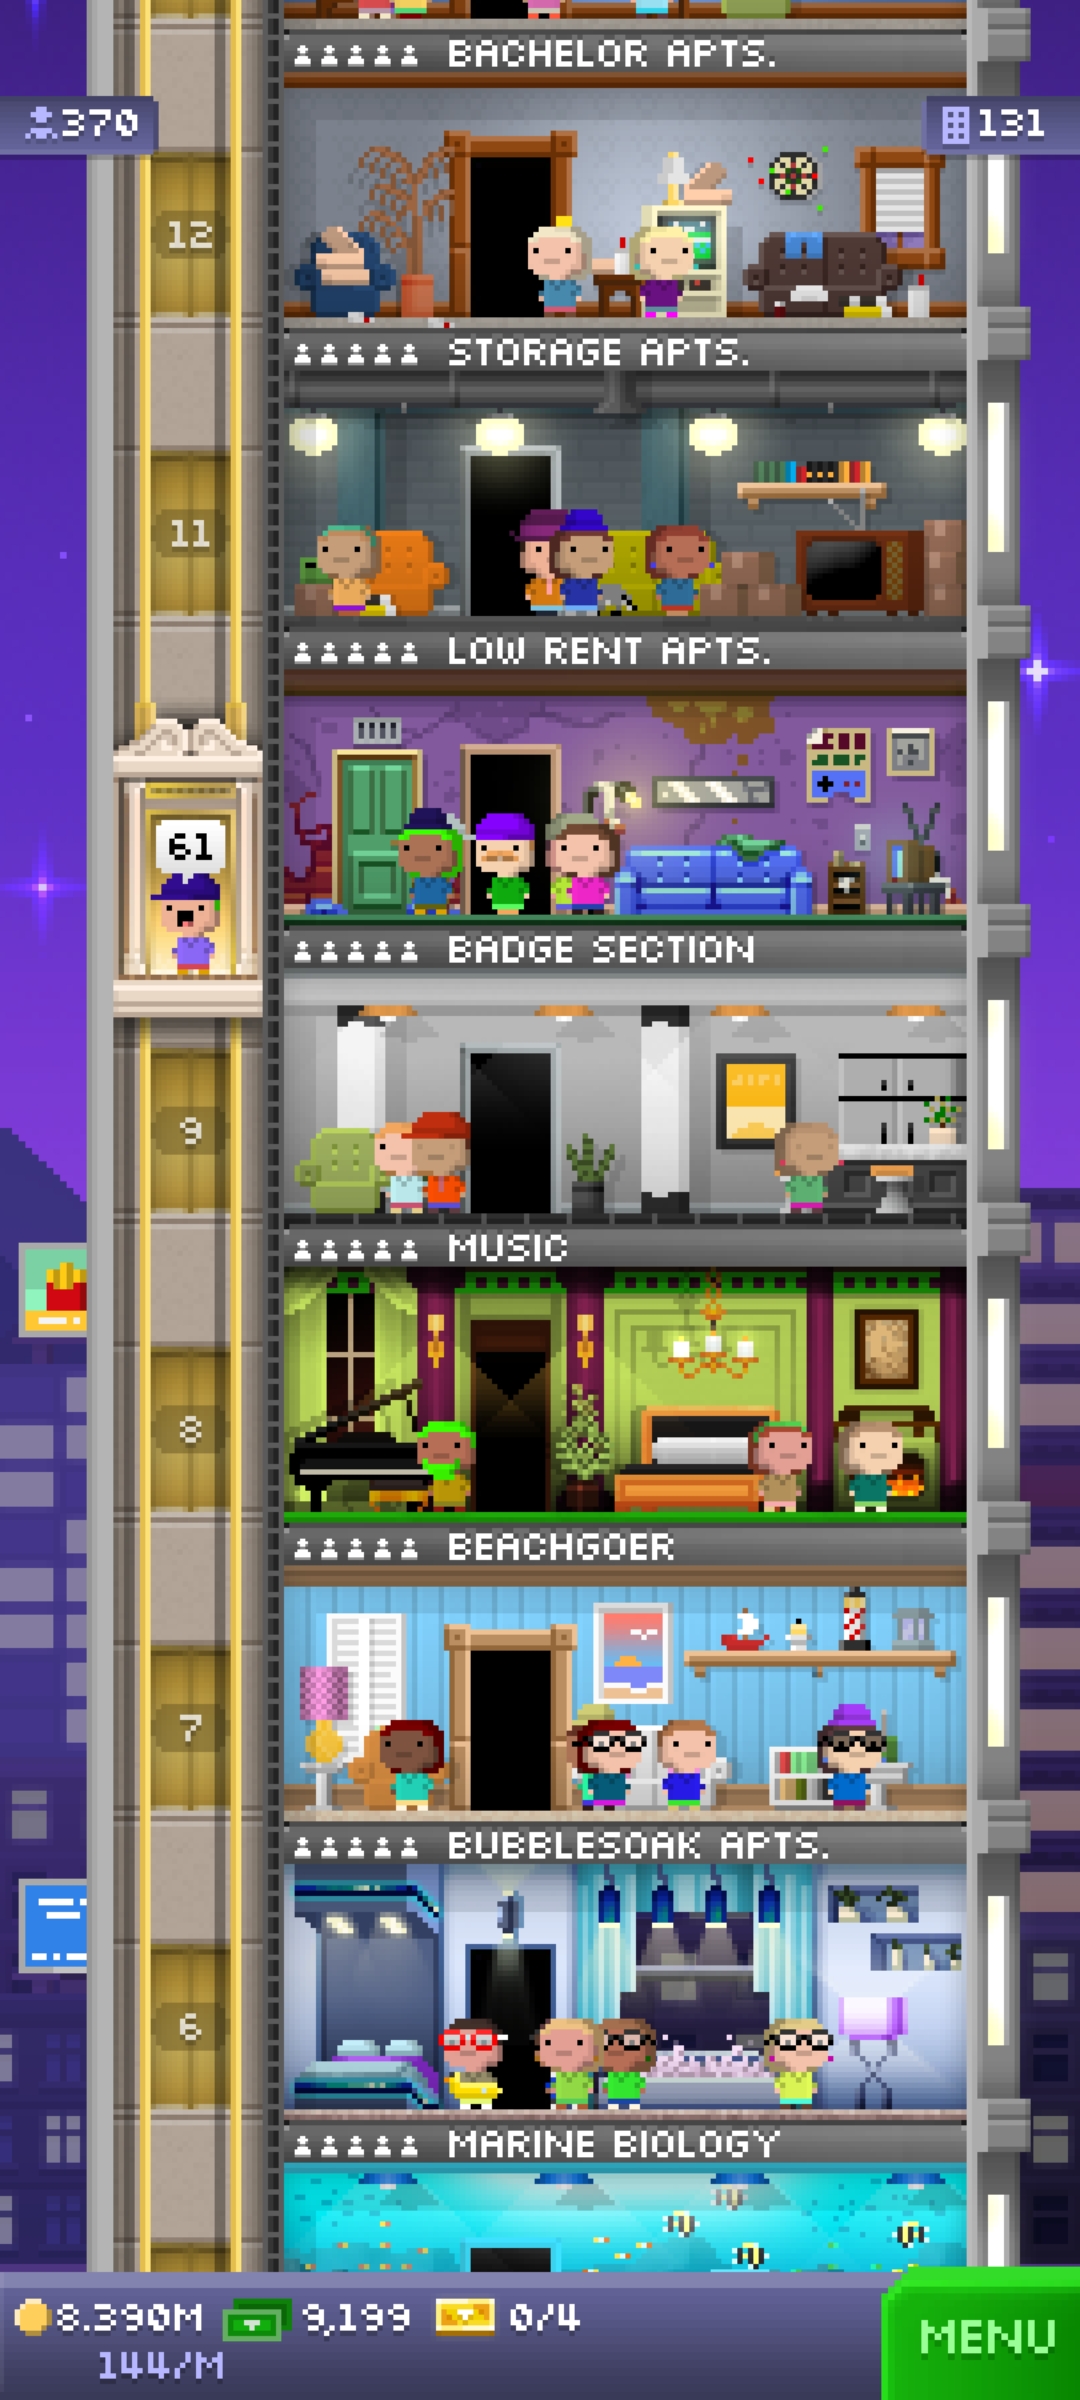 BACHELOR APTS.
370
131
12
STORAGE APTS.
11
LOW RENT APTS.
61
BADGE SECTION
9
MUSIC
8
BEACHGOER
7
BUBBLESOAK APTS.
6
MARINE BIOLOGY
8.390M 9,199 0/4
144/M
MENU